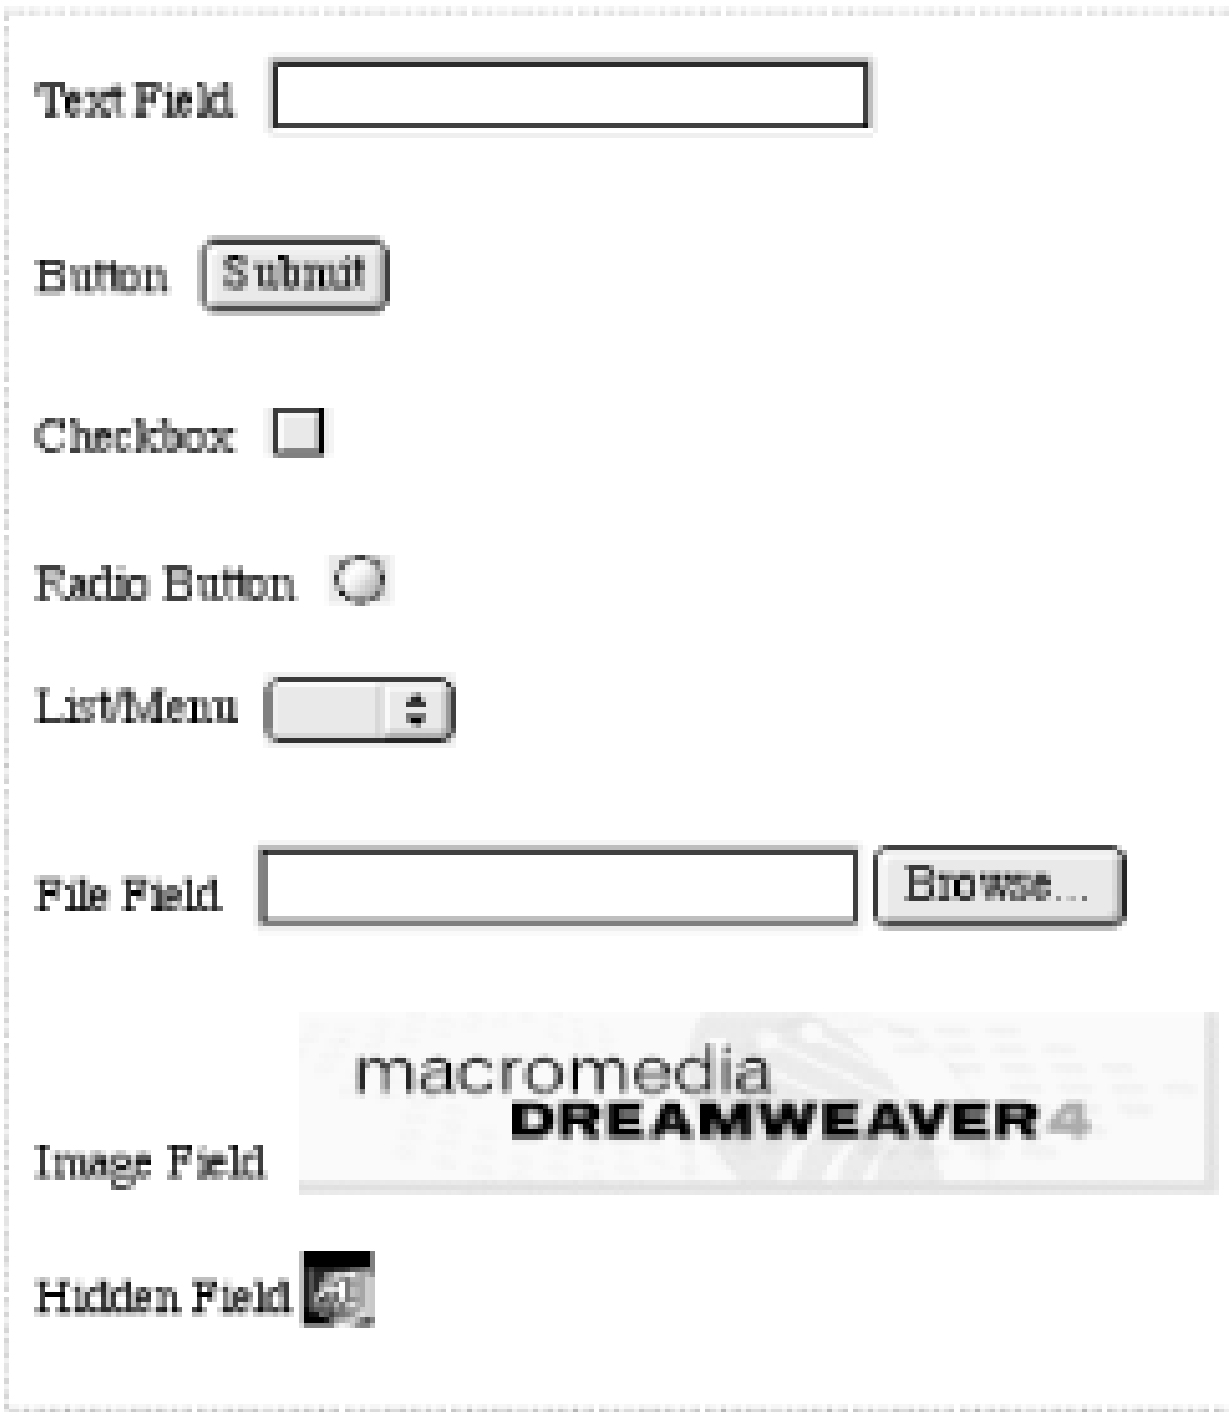 Text Field
Button Submit
Checkbox
Radio Button
List/Menu
File Field Browse...
macromedia
DREAMWEAVER 4
Image Field
Hidden Field